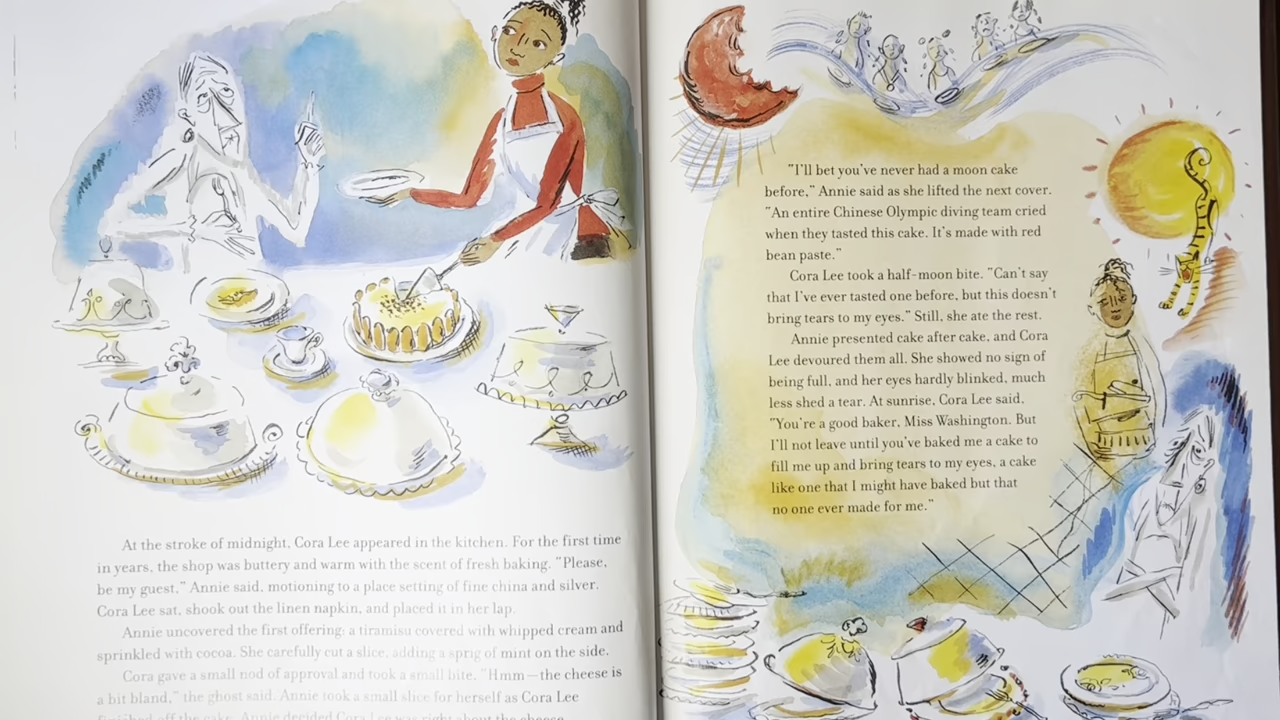 At the stroke of midnight, Cora Lee appeared in the kitchen. For the first time
in years, the shop was buttery and warm with the scent of fresh baking. "Please,
be my guest," Annie said, motioning to a place setting of fine china and silver.
Cora Lee sat, shook out the linen napkin, and placed it in her lap.
Annie uncovered the first offering: a tiramisu covered with whipped cream and
sprinkled with cocoa. She carefully cut a slice, adding a sprig of mint on the side.
Cora gave a small nod of approval and took a small bite. "Hmm—the cheese is
a bit bland," the ghost said. Annie took a small slice for herself as Cora Lee
finished off the cake. Annie decided Cora Lee was right about the cheese.
"I'll bet you've never had a moon cake
before," Annie said as she lifted the next cover.
"An entire Chinese Olympic diving team cried
when they tasted this cake. It's made with red
bean paste."
Cora Lee took a half-moon bite. "Can't say
that I've ever tasted one before, but this doesn't
bring tears to my eyes." Still, she ate the rest.
Annie presented cake after cake, and Cora
Lee devoured them all. She showed no sign of
being full, and her eyes hardly blinked, much
less shed a tear. At sunrise, Cora Lee said,
"You're a good baker, Miss Washington. But
I'll not leave until you've baked me a cake to
fill me up and bring tears to my eyes, a cake
like one that I might have baked but that
no one ever made for me."